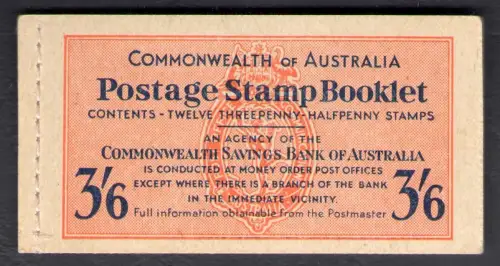 COMMONWEALTH OF AUSTRALIA
Postage Stamp Booklet
CONTENTS - TWELVE THREEPENNY-HALFPENNY STAMPS
AN AGENCY OF THE
COMMONWEALTH SAVINGS BANK OF AUSTRALIA
IS CONDUCTED AT MONEY ORDER POST OFFICES
EXCEPT WHERE THERE IS A BRANCH OF THE BANK
IN THE IMMEDIATE VICINITY.
3'/6 3'/6
Full information obtainable from the Postmaster